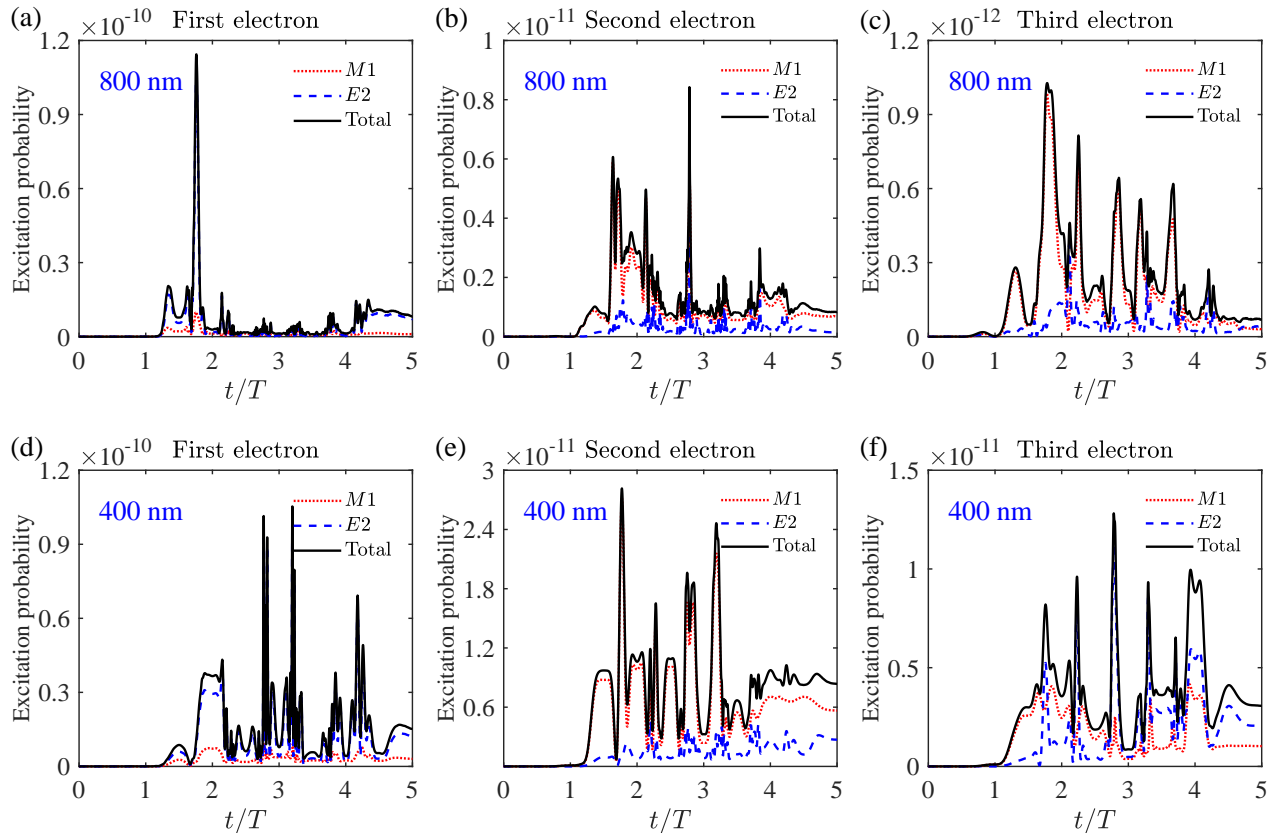 (a) ×10⁻¹⁰ First electron
1.2
0.9
0.6
0.3
0
Excitation probability
800 nm
M1
E2
Total
0 1 2 3 4 5
t/T
(b) ×10⁻¹¹ Second electron
1
0.8
0.6
0.4
0.2
0
Excitation probability
800 nm
M1
E2
Total
0 1 2 3 4 5
t/T
(c) ×10⁻¹² Third electron
1.2
0.9
0.6
0.3
0
Excitation probability
800 nm
M1
E2
Total
0 1 2 3 4 5
t/T
(d) ×10⁻¹⁰ First electron
1.2
0.9
0.6
0.3
0
Excitation probability
400 nm
M1
E2
Total
0 1 2 3 4 5
t/T
(e) ×10⁻¹¹ Second electron
3
2.4
1.8
1.2
0.6
Excitation probability
400 nm
M1
E2
Total
0 1 2 3 4 5
t/T
(f) ×10⁻¹¹ Third electron
1.5
1
0.5
0
Excitation probability
400 nm
M1
E2
Total
0 1 2 3 4 5
t/T